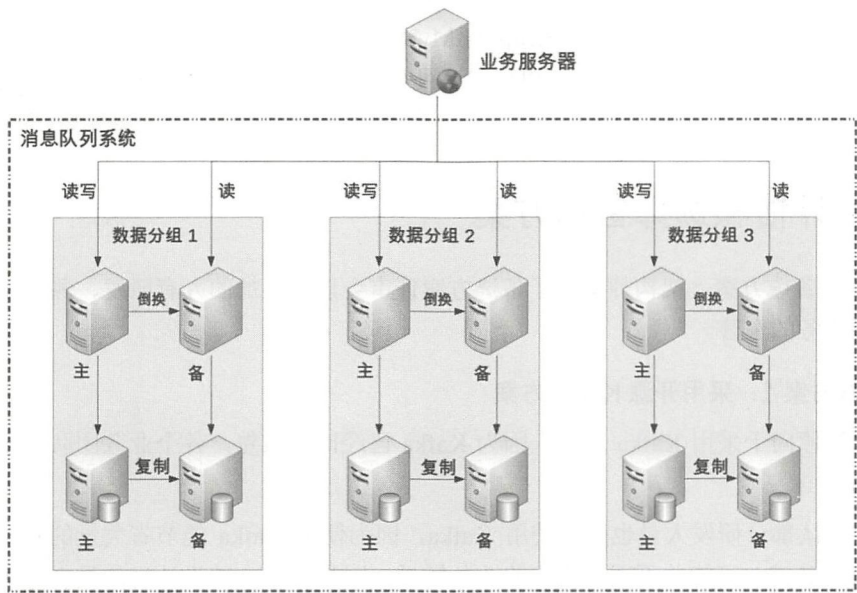 业务服务器
消息队列系统
读写 读 读写 读 读写 读
数据分组 1 数据分组 2 数据分组 3
倒换 倒换 倒换
主 备 主 备 主 备
复制 复制 复制
主 备 主 备 主 备